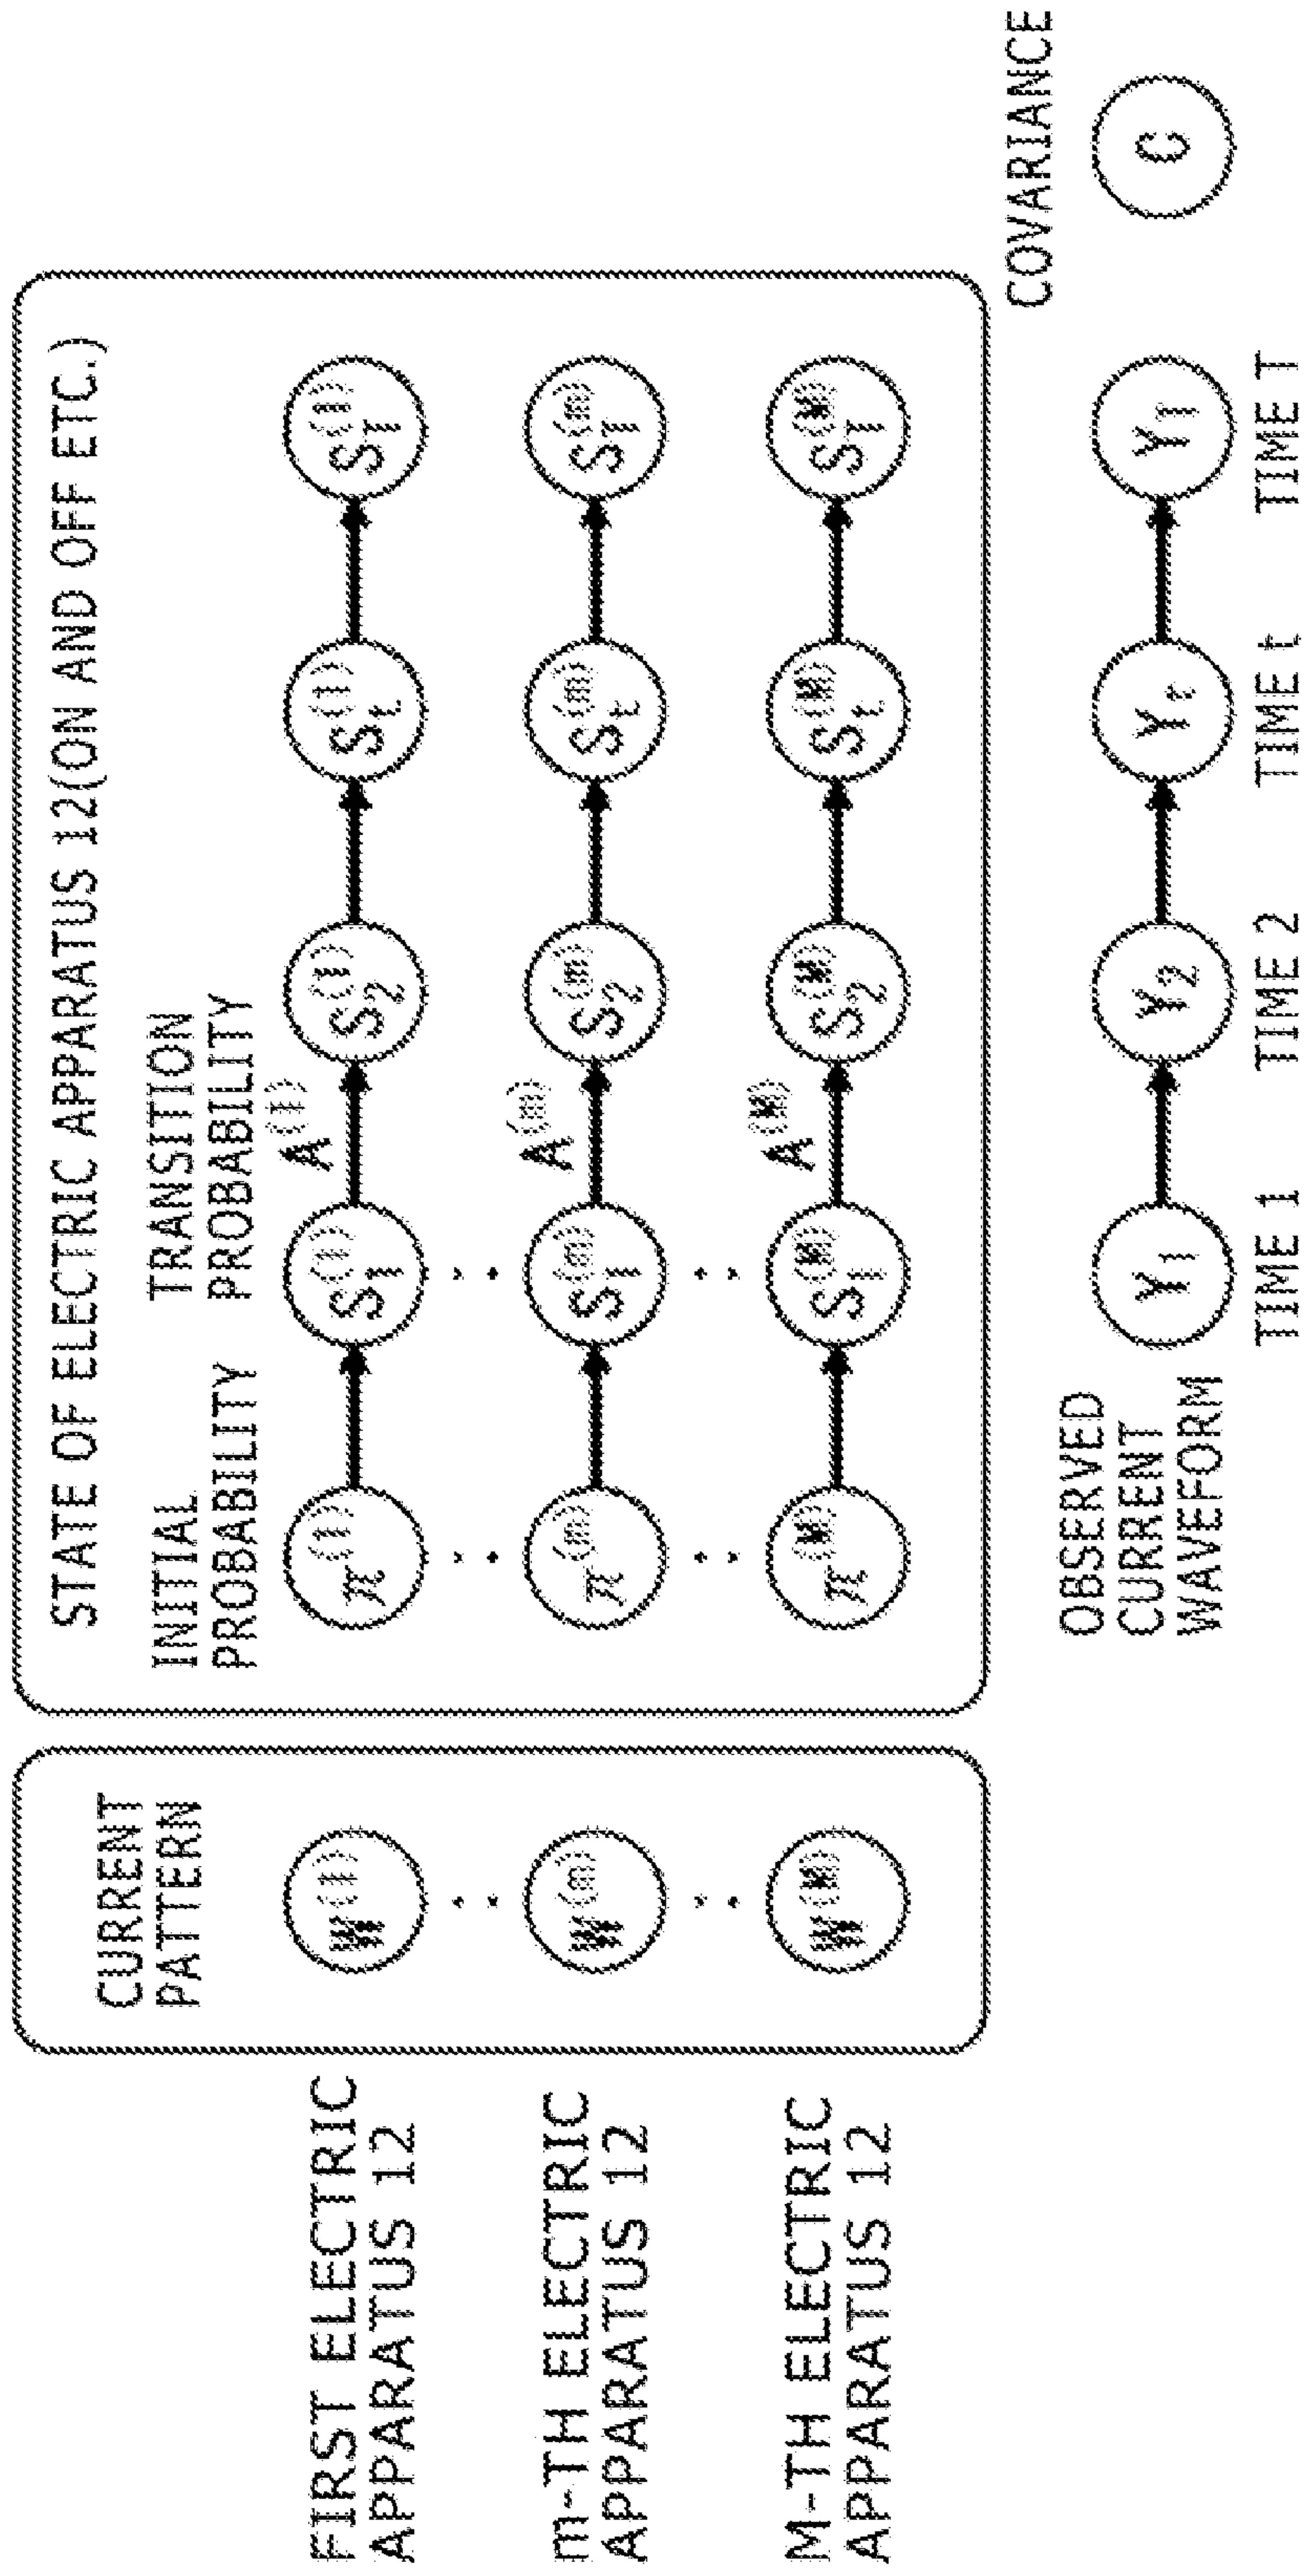 STATE OF ELECTRIC APPARATUS 12(ON AND OFF ETC.)
CURRENT
PATTERN
INITIAL
PROBABILITY
TRANSITION
PROBABILITY
A(1)
FIRST ELECTRIC
APPARATUS 12
W(1) π(1) S1(1) S2(1) St(1) ST(1)
A(m)
m-TH ELECTRIC
APPARATUS 12
W(m) π(m) S1(m) S2(m) St(m) ST(m)
A(M)
M-TH ELECTRIC
APPARATUS 12
W(M) π(M) S1(M) S2(M) St(M) ST(M)
OBSERVED
CURRENT
WAVEFORM
Y1 Y2 Yt YT
TIME 1 TIME 2 TIME t TIME T
COVARIANCE
C